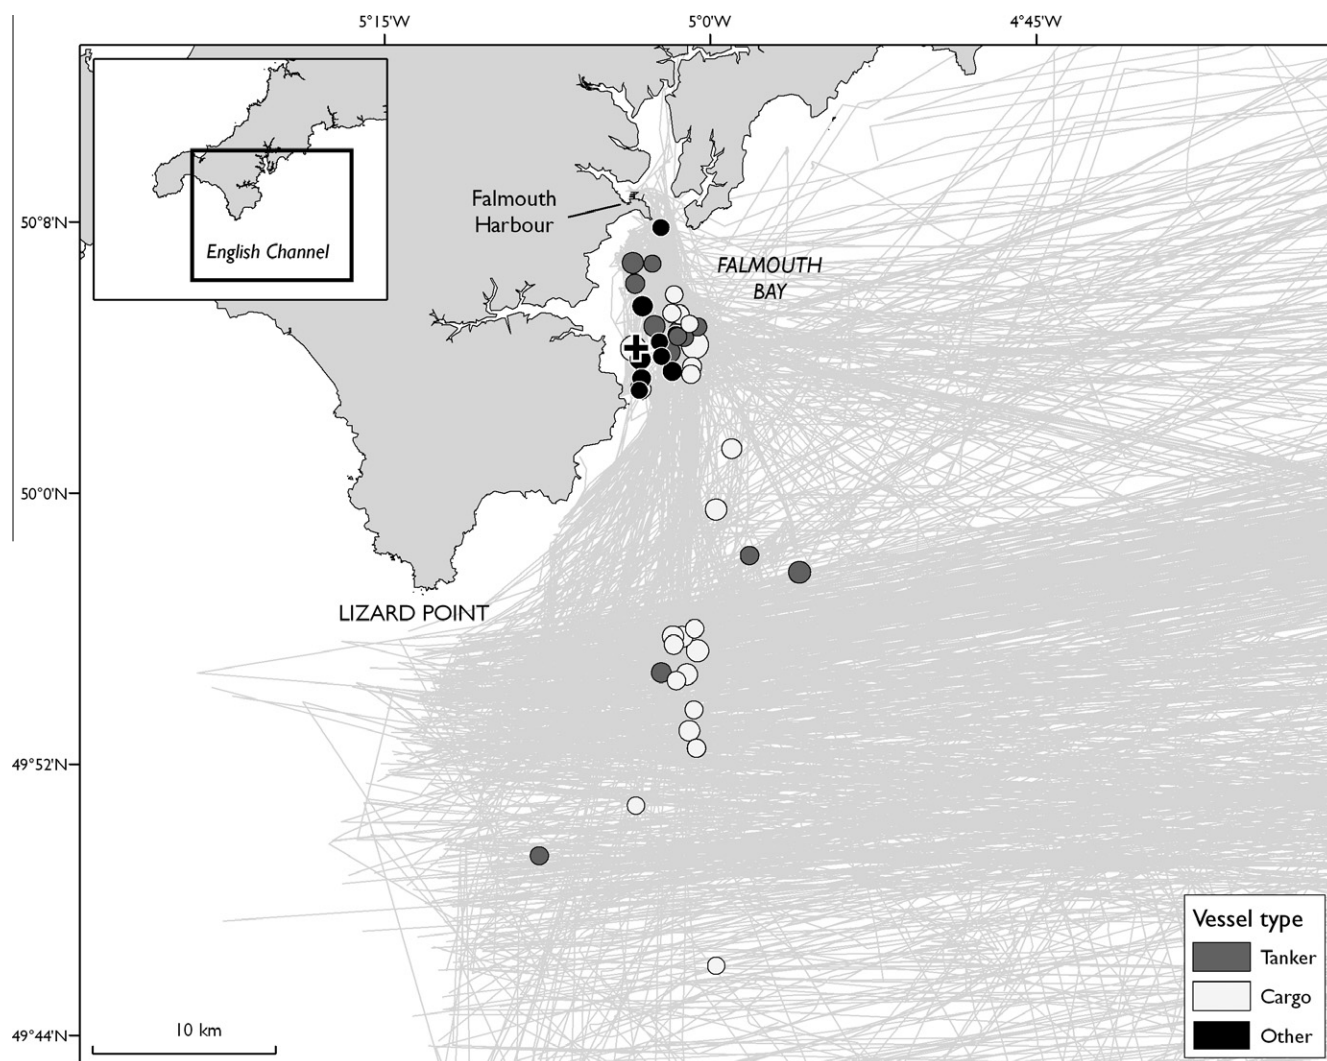 5°15'W
5°0'W
4°45'W
English Channel
Falmouth
Harbour
50°8'N
FALMOUTH
BAY
50°0'N
LIZARD POINT
49°52'N
Vessel type
Tanker
Cargo
Other
10 km
49°44'N